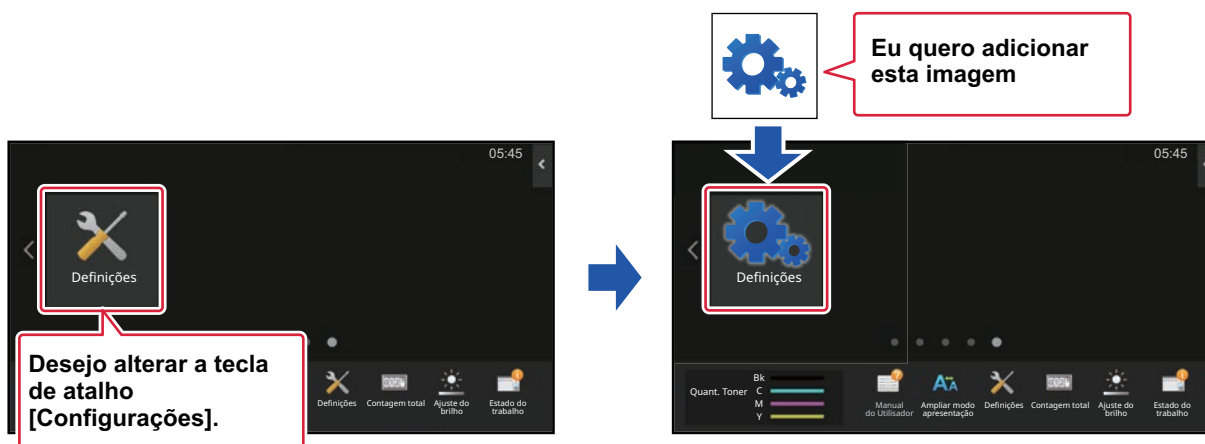 Eu quero adicionar
esta imagem
05:45
Definições
Desejo alterar a tecla
de atalho
[Configurações].
Definições
Contagem total
Ajuste do
brilho
Estado do
trabalho
05:45
Definições
Quant. Toner
Bk
C
M
Y
Manual
do Utilisador
Ampliar modo
apresentação
Definições
Contagem total
Ajuste do
brilho
Estado do
trabalho